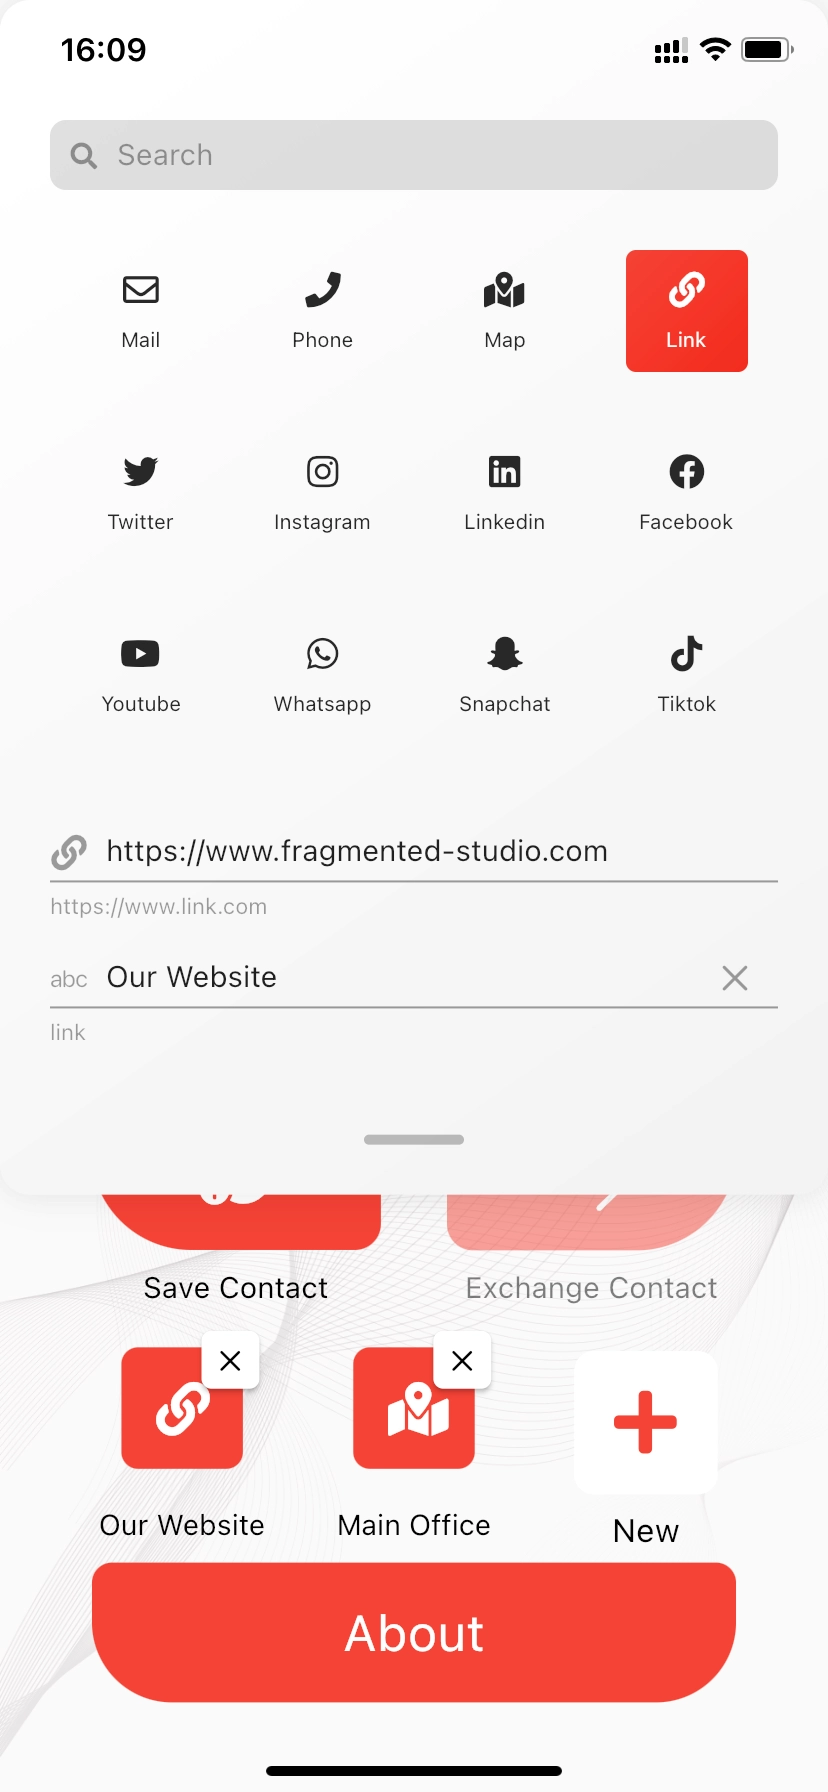 16:09
Search
Mail Phone Map Link
Twitter Instagram Linkedin Facebook
Youtube Whatsapp Snapchat Tiktok
https://www.fragmented-studio.com
https://www.link.com
abc Our Website
link
Save Contact Exchange Contact
Our Website Main Office New
About